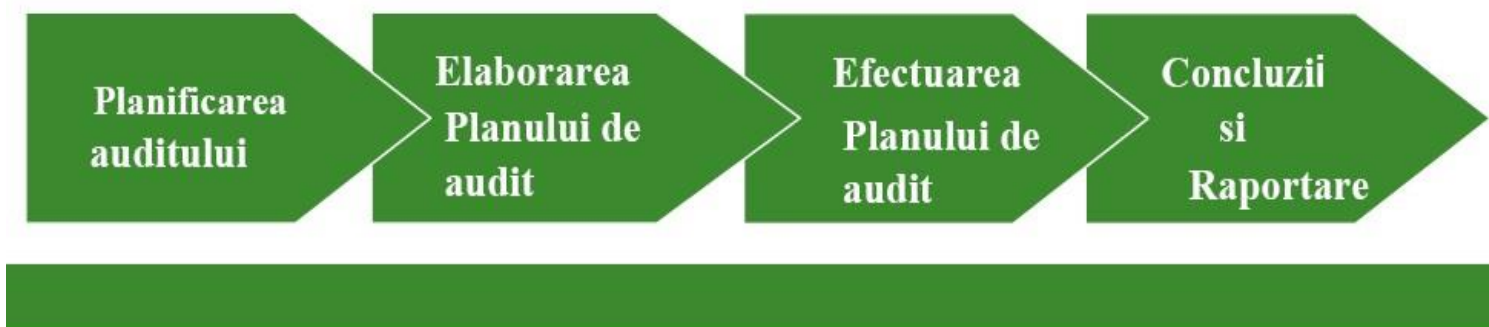 Planificarea
auditului
Elaborarea
Planului de
audit
Efectuarea
Planului de
audit
Concluzii
si
Raportare